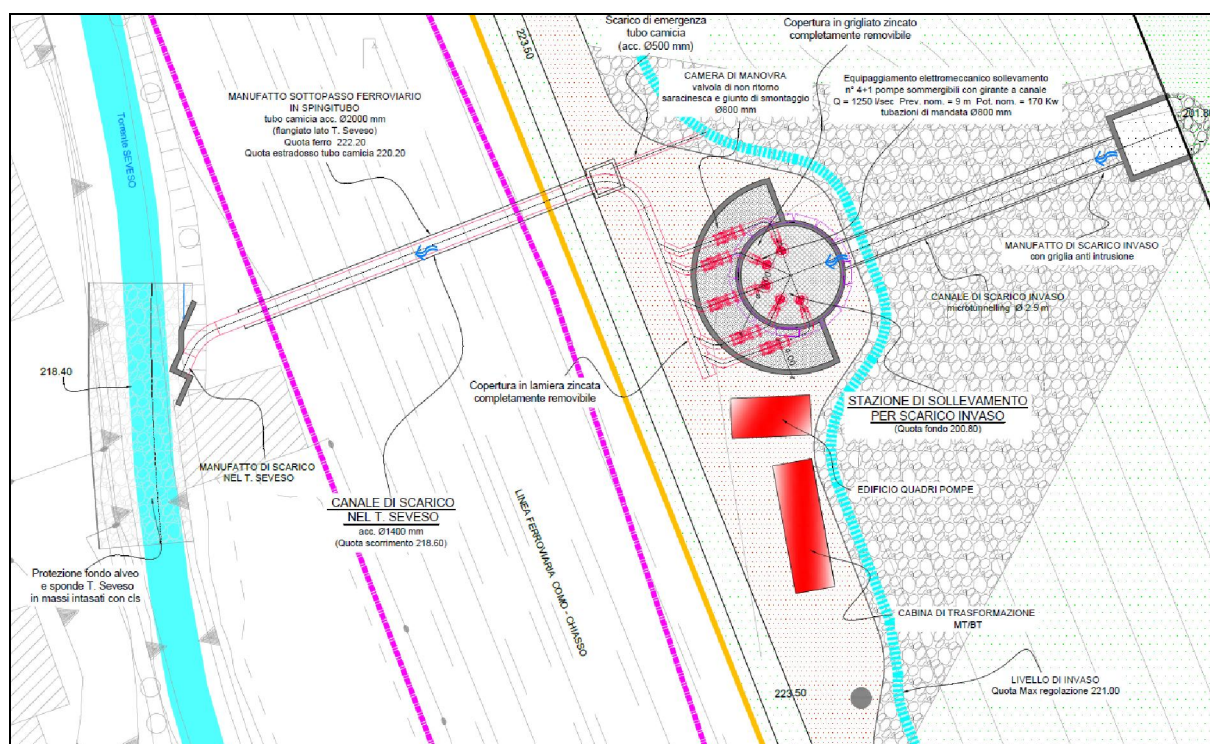 Scarico di emergenza
tubo camicia
(acc. Ø500 mm)
Copertura in grigliato zincato
completamente removibile
223.50
CAMERA DI MANOVRA
valvola di non ritorno
saracinesca e giunto di smontaggio
Ø800 mm
Equipaggiamento elettromeccanico sollevamento
n° 4+1 pompe sommergibili con girante a canale
Q = 1250 l/sec Prev. nom. = 9 m Pot. nom. = 170 Kw
tubazioni di mandata Ø800 mm
MANUFATTO SOTTOPASSO FERROVIARIO
IN SPINGITUBO
tubo camicia acc. Ø2000 mm
(flangiato lato T. Seveso)
Quota ferro 222.20
Quota estradosso tubo camicia 220.20
Torrente SEVESO
201.80
MANUFATTO DI SCARICO INVASO
con griglia anti intrusione
CANALE DI SCARICO INVASO
microtunnelling Ø 2.5 m
218.40
Copertura in lamiera zincata
completamente removibile
STAZIONE DI SOLLEVAMENTO
PER SCARICO INVASO
(Quota fondo 200.80)
MANUFATTO DI SCARICO
NEL T. SEVESO
EDIFICIO QUADRI POMPE
CANALE DI SCARICO
NEL T. SEVESO
acc. Ø1400 mm
(Quota scorrimento 218.60)
LINEA FERROVIARIA COMO - CHIASSO
Protezione fondo alveo
e sponde T. Seveso
in massi intasati con cls
CABINA DI TRASFORMAZIONE
MT/BT
LIVELLO DI INVASO
Quota Max regolazione 221.00
223.50